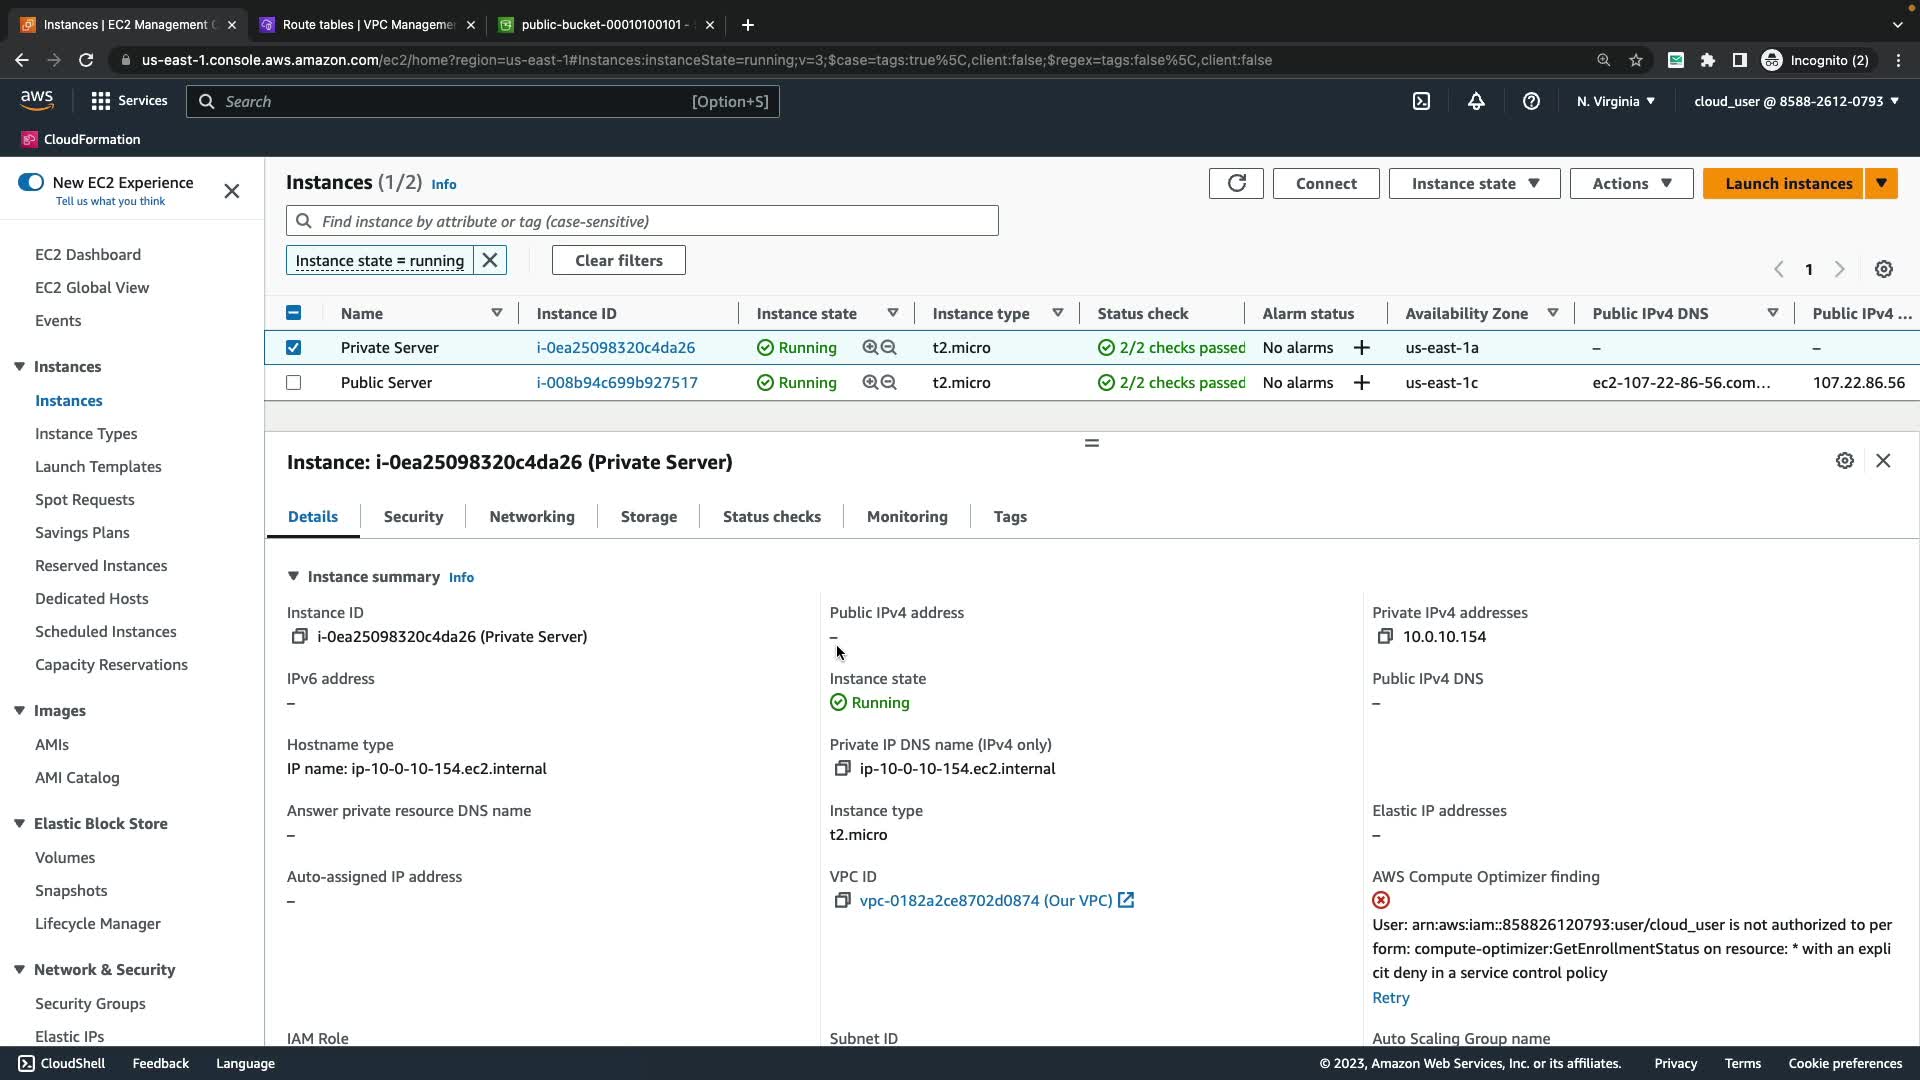 Instances | EC2 Management C
Route tables | VPC Manageme
public-bucket-00010100101 -
us-east-1.console.aws.amazon.com/ec2/home?region=us-east-1#Instances:instanceState=running;v=3;$case=tags:true%5C,client:false;$regex=tags:false%5C,client:false
Incognito (2)
aws
Services
Search
[Option+S]
N. Virginia
cloud_user @ 8588-2612-0793
CloudFormation
New EC2 Experience
Tell us what you think
EC2 Dashboard
EC2 Global View
Events
Instances
Instances
Instance Types
Launch Templates
Spot Requests
Savings Plans
Reserved Instances
Dedicated Hosts
Scheduled Instances
Capacity Reservations
Images
AMIs
AMI Catalog
Elastic Block Store
Volumes
Snapshots
Lifecycle Manager
Network & Security
Security Groups
Elastic IPs
Instances (1/2) Info
Connect
Instance state
Actions
Launch instances
Find instance by attribute or tag (case-sensitive)
Instance state = running
Clear filters
1
Name Instance ID Instance state Instance type Status check Alarm status Availability Zone Public IPv4 DNS Public IPv4 ...
Private Server i-0ea25098320c4da26 Running t2.micro 2/2 checks passed No alarms + us-east-1a – –
Public Server i-008b94c699b927517 Running t2.micro 2/2 checks passed No alarms + us-east-1c ec2-107-22-86-56.com... 107.22.86.56
Instance: i-0ea25098320c4da26 (Private Server)
Details Security Networking Storage Status checks Monitoring Tags
Instance summary Info
Instance ID
i-0ea25098320c4da26 (Private Server)
Public IPv4 address
–
Private IPv4 addresses
10.0.10.154
IPv6 address
–
Instance state
Running
Public IPv4 DNS
–
Hostname type
IP name: ip-10-0-10-154.ec2.internal
Private IP DNS name (IPv4 only)
ip-10-0-10-154.ec2.internal
Answer private resource DNS name
–
Instance type
t2.micro
Elastic IP addresses
–
Auto-assigned IP address
–
VPC ID
vpc-0182a2ce8702d0874 (Our VPC)
AWS Compute Optimizer finding
User: arn:aws:iam::858826120793:user/cloud_user is not authorized to per
form: compute-optimizer:GetEnrollmentStatus on resource: * with an expli
cit deny in a service control policy
Retry
IAM Role
Subnet ID
Auto Scaling Group name
CloudShell
Feedback
Language
© 2023, Amazon Web Services, Inc. or its affiliates.
Privacy
Terms
Cookie preferences